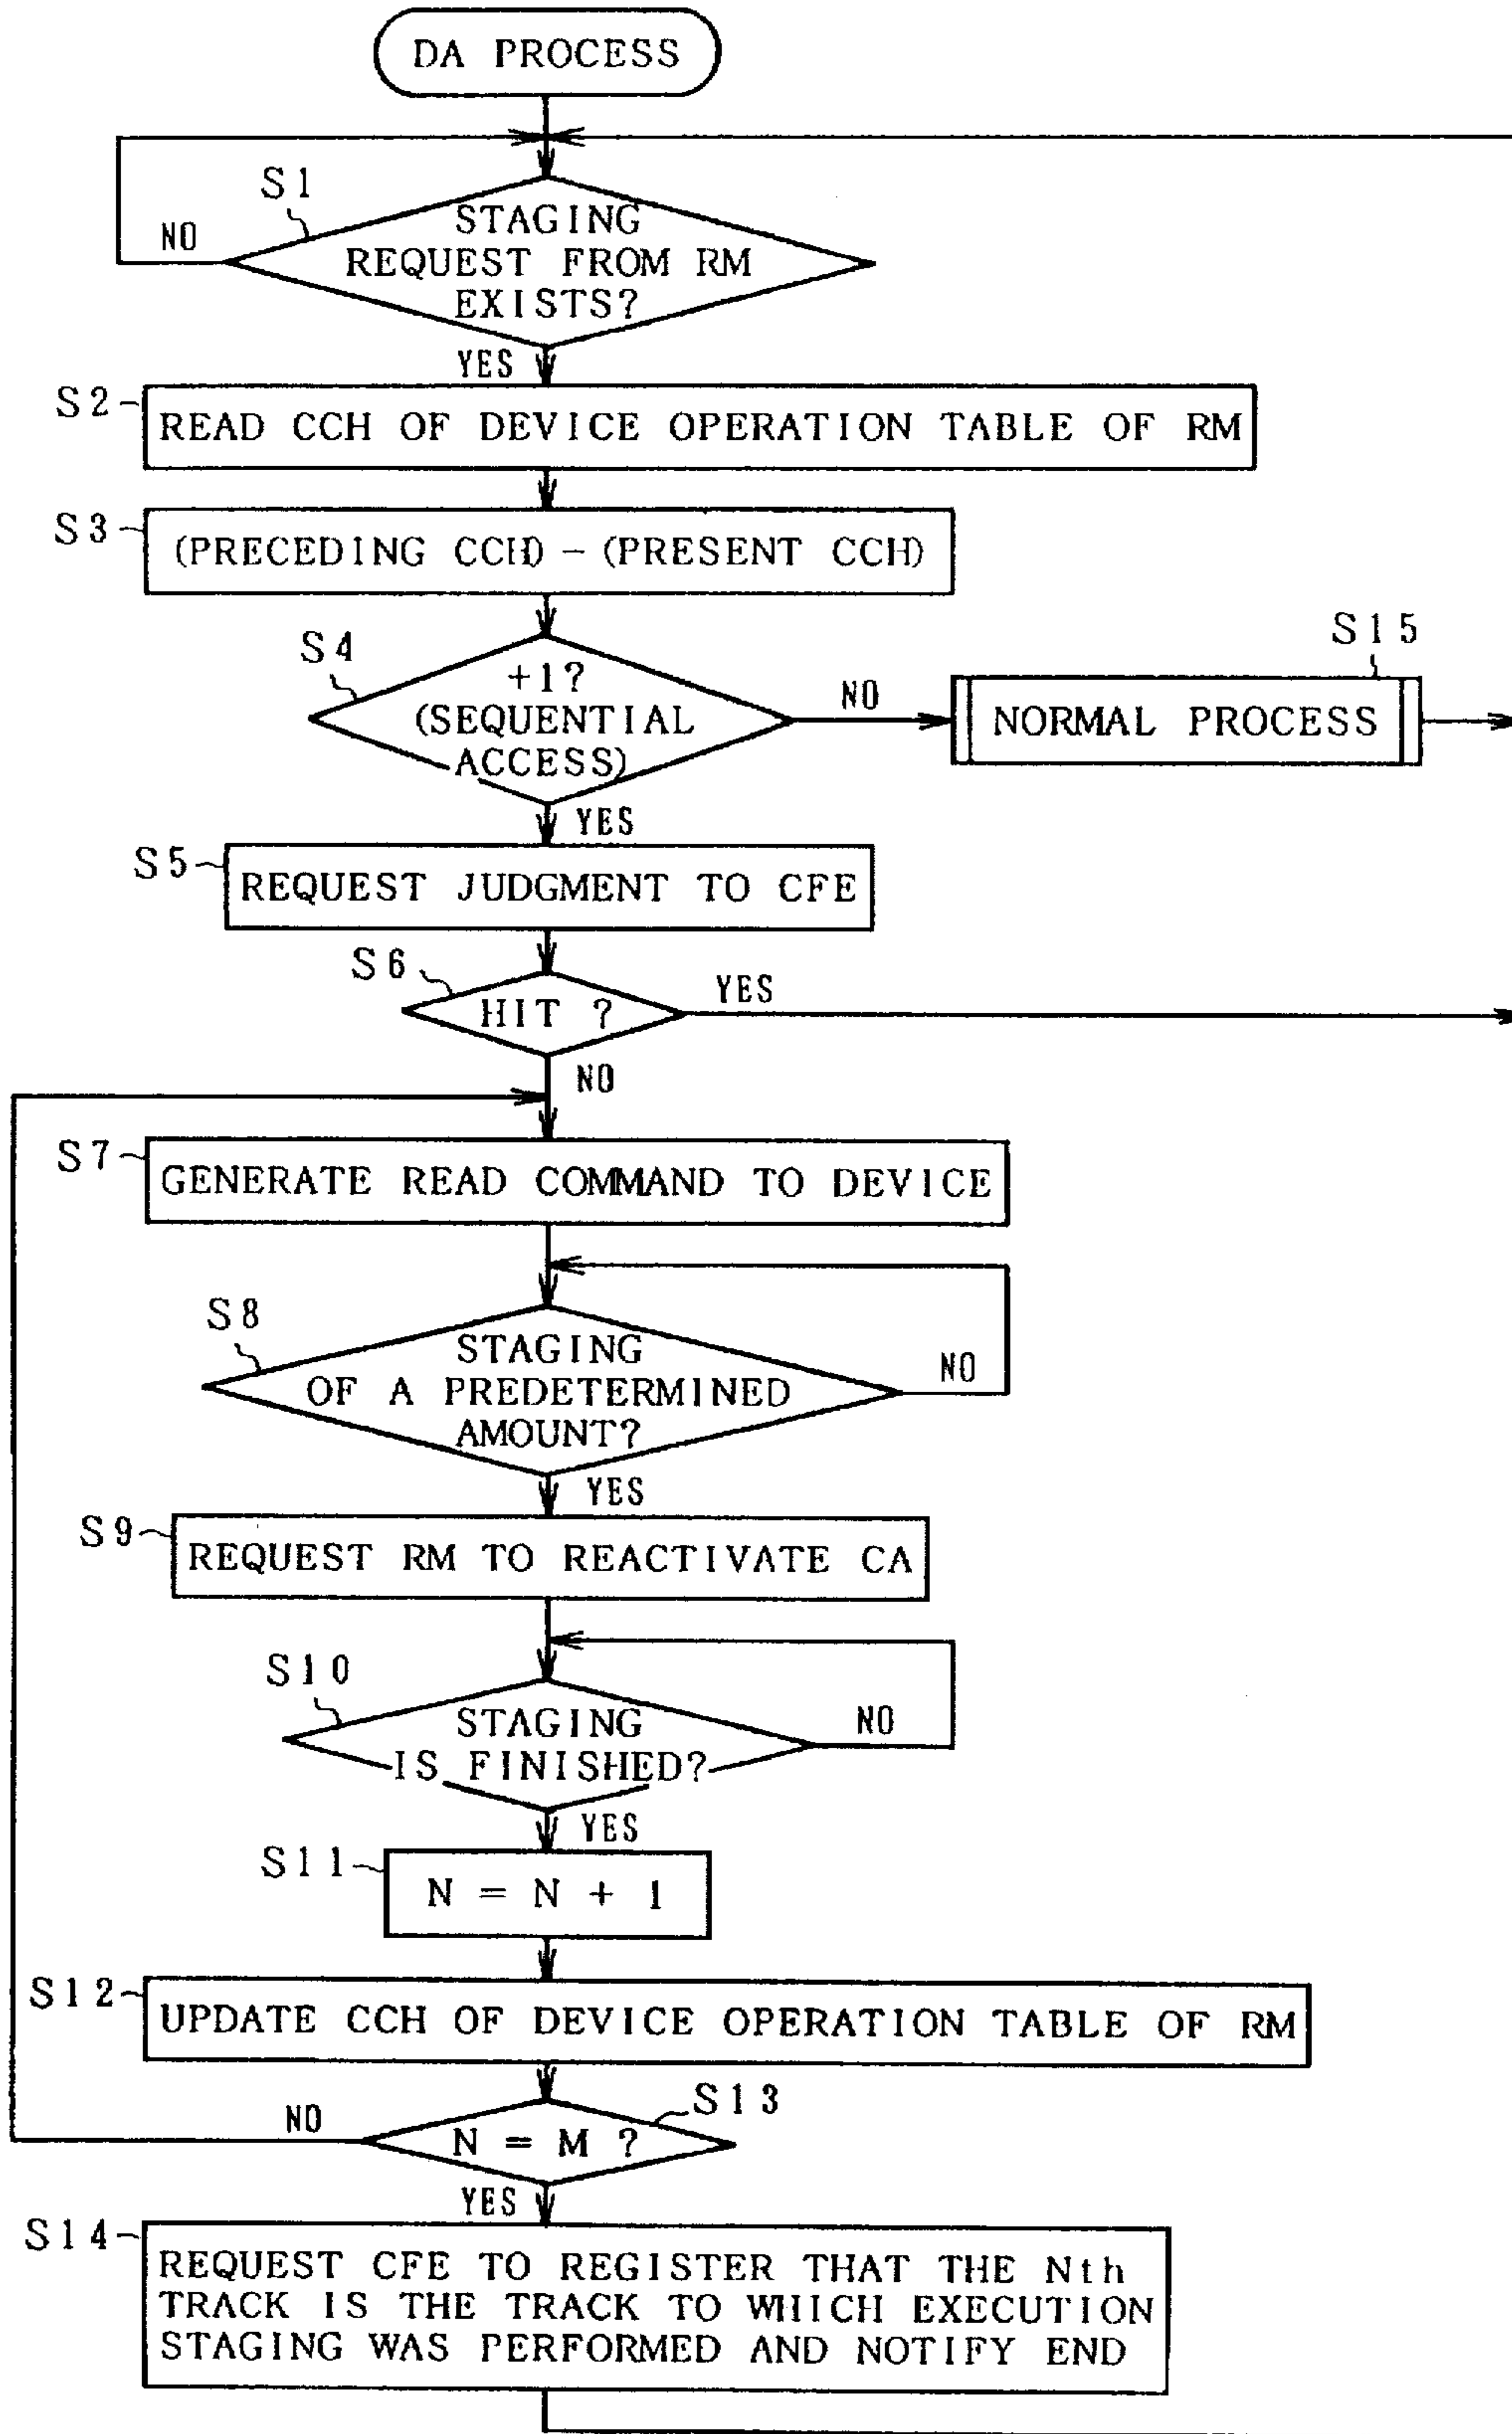 DA PROCESS
S1
STAGING
REQUEST FROM RM
EXISTS?
NO
YES
S2
READ CCH OF DEVICE OPERATION TABLE OF RM
S3
(PRECEDING CCH) - (PRESENT CCH)
S4
+1?
(SEQUENTIAL
ACCESS)
NO
S15
NORMAL PROCESS
YES
S5
REQUEST JUDGMENT TO CFE
S6
HIT ?
YES
NO
S7
GENERATE READ COMMAND TO DEVICE
S8
STAGING
OF A PREDETERMINED
AMOUNT?
NO
YES
S9
REQUEST RM TO REACTIVATE CA
S10
STAGING
IS FINISHED?
NO
YES
S11
N = N + 1
S12
UPDATE CCH OF DEVICE OPERATION TABLE OF RM
S13
NO
N = M ?
YES
S14
REQUEST CFE TO REGISTER THAT THE Nth
TRACK IS THE TRACK TO WHICH EXECUTION
STAGING WAS PERFORMED AND NOTIFY END